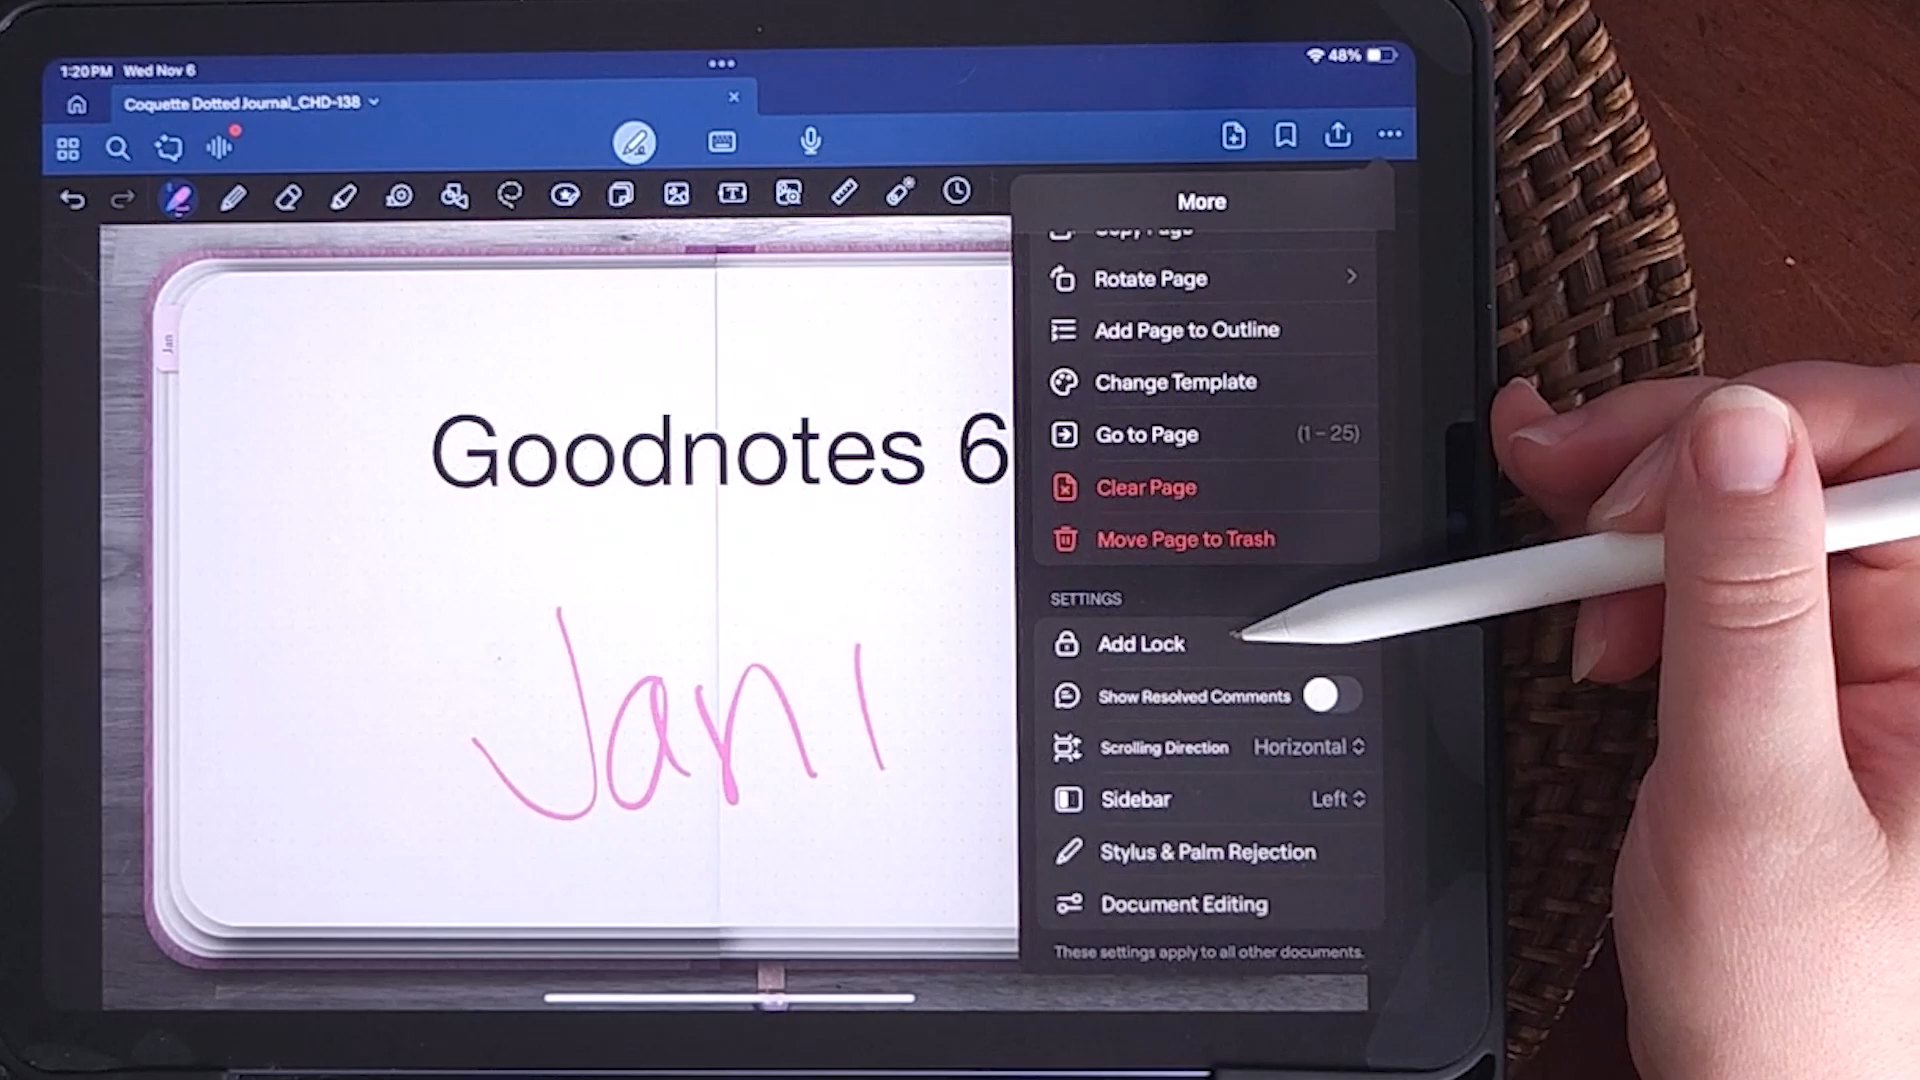 1:20 PM Wed Nov 6
48%
Coquette Dotted Journal_CHD-138
More
Copy Page
Rotate Page
Add Page to Outline
Change Template
Go to Page (1 – 25)
Clear Page
Move Page to Trash
SETTINGS
Add Lock
Show Resolved Comments
Scrolling Direction Horizontal
Sidebar Left
Stylus & Palm Rejection
Document Editing
These settings apply to all other documents.
Jan
Goodnotes 6
Jan 1